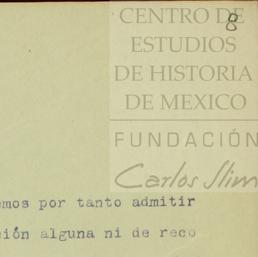 8
CENTRO DE
ESTUDIOS
DE HISTORIA
DE MEXICO
FUNDACIÓN
Carlos Slim
emos por tanto admitir
ción alguna ni de reco